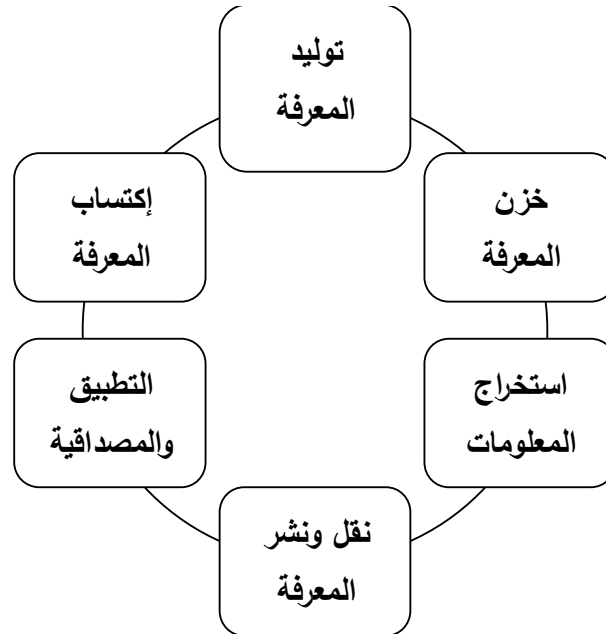 توليد
المعرفة
خزن
المعرفة
استخراج
المعلومات
نقل ونشر
المعرفة
التطبيق
والمصداقية
إكتساب
المعرفة